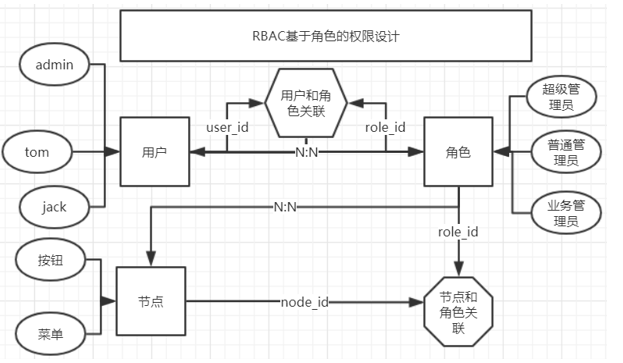 RBAC基于角色的权限设计
admin
用户和角
色关联
超级管
理员
user_id
role_id
tom
用户
N:N
角色
普通管
理员
jack
N:N
业务管
理员
role_id
按钮
节点
node_id
节点和
角色关
联
菜单